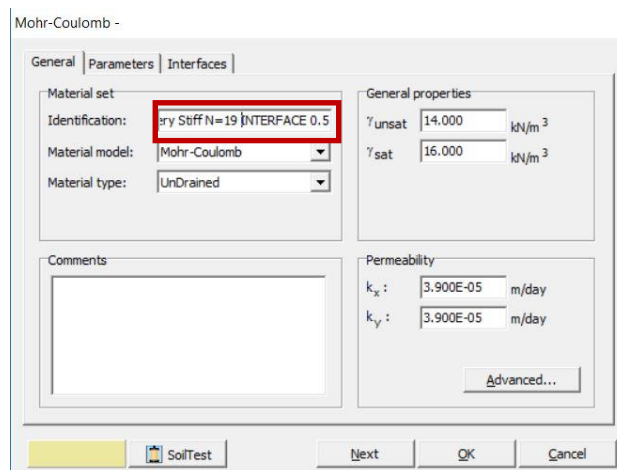 Mohr-Coulomb -
General Parameters Interfaces
Material set
Identification: ery Stiff N=19 INTERFACE 0.5
Material model: Mohr-Coulomb
Material type: UnDrained
General properties
γunsat 14.000 kN/m 3
γsat 16.000 kN/m 3
Comments
Permeability
kx : 3.900E-05 m/day
ky : 3.900E-05 m/day
Advanced...
SoilTest Next OK Cancel